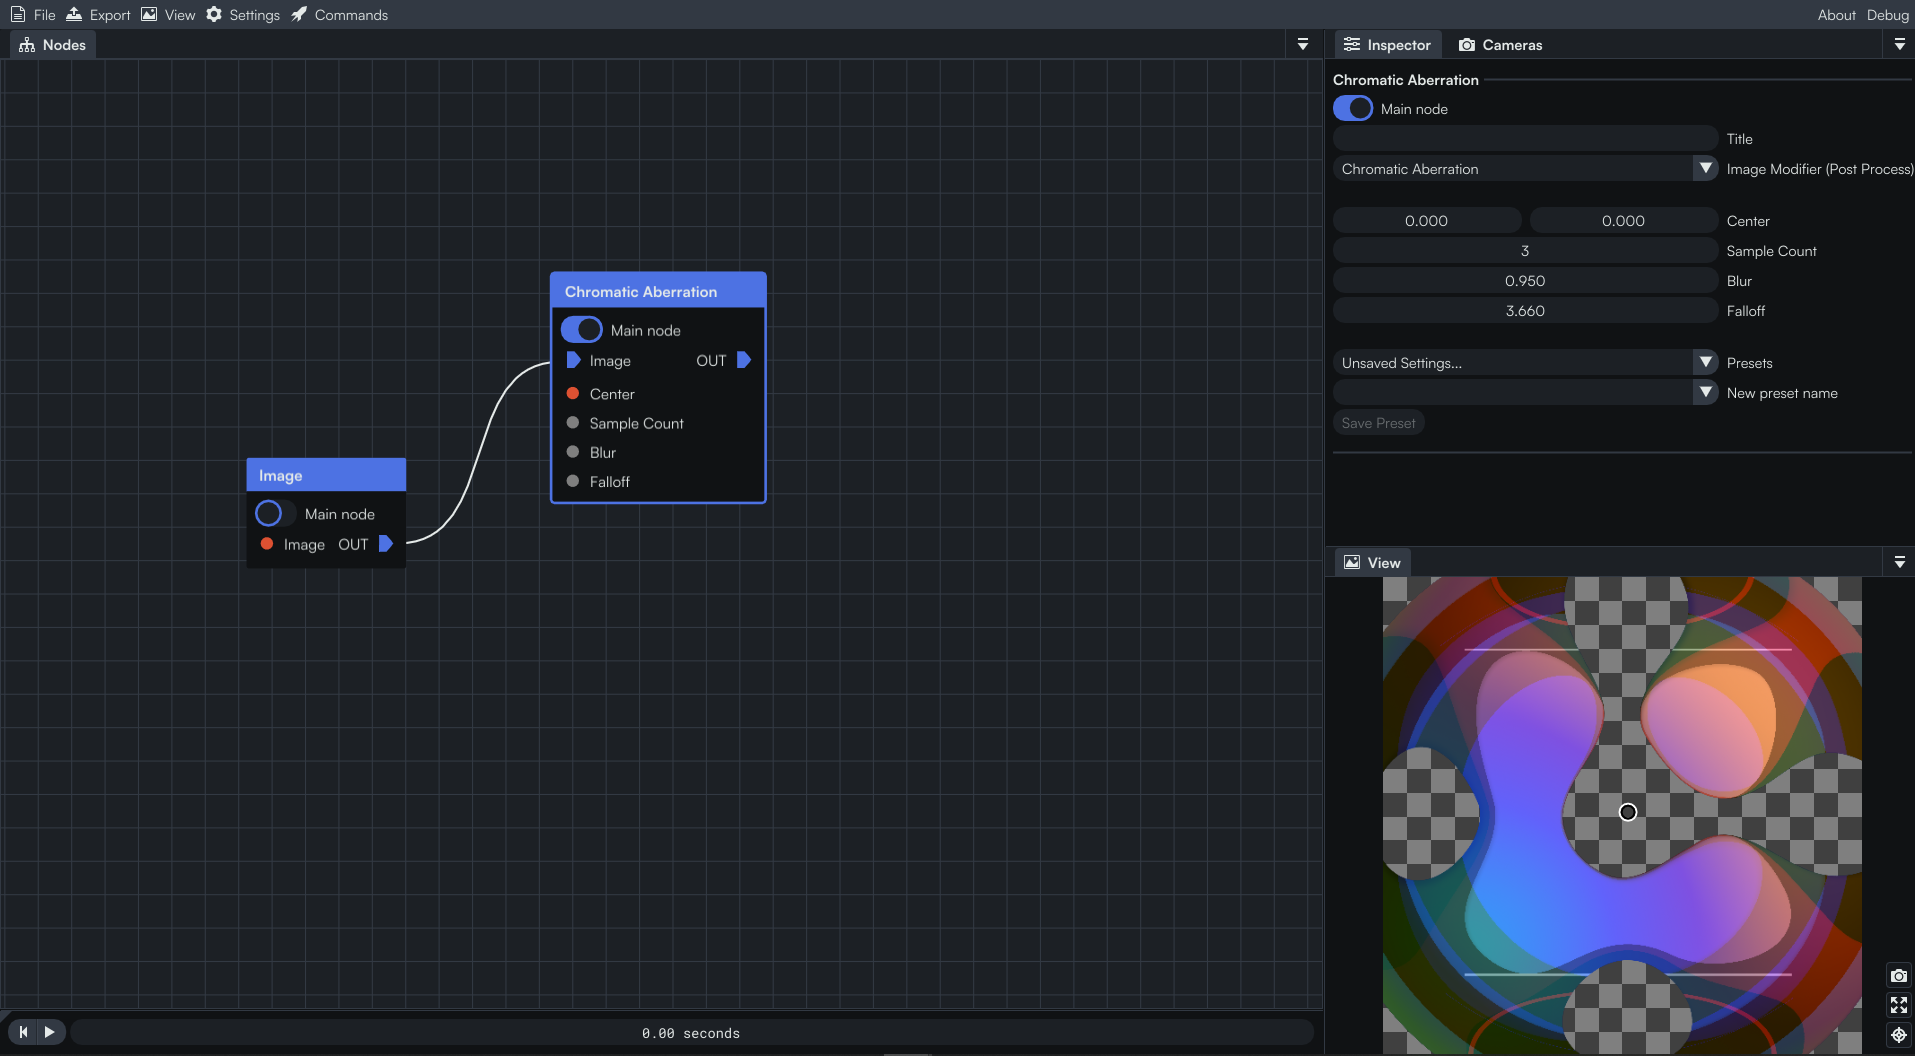 File Export View Settings Commands About Debug
Nodes
Inspector Cameras
Chromatic Aberration
Main node
Title
Chromatic Aberration Image Modifier (Post Process)
0.000 0.000 Center
3 Sample Count
0.950 Blur
3.660 Falloff
Unsaved Settings... Presets
New preset name
Save Preset
Chromatic Aberration
Main node
Image OUT
Center
Sample Count
Blur
Falloff
Image
Main node
Image OUT
View
0.00 seconds